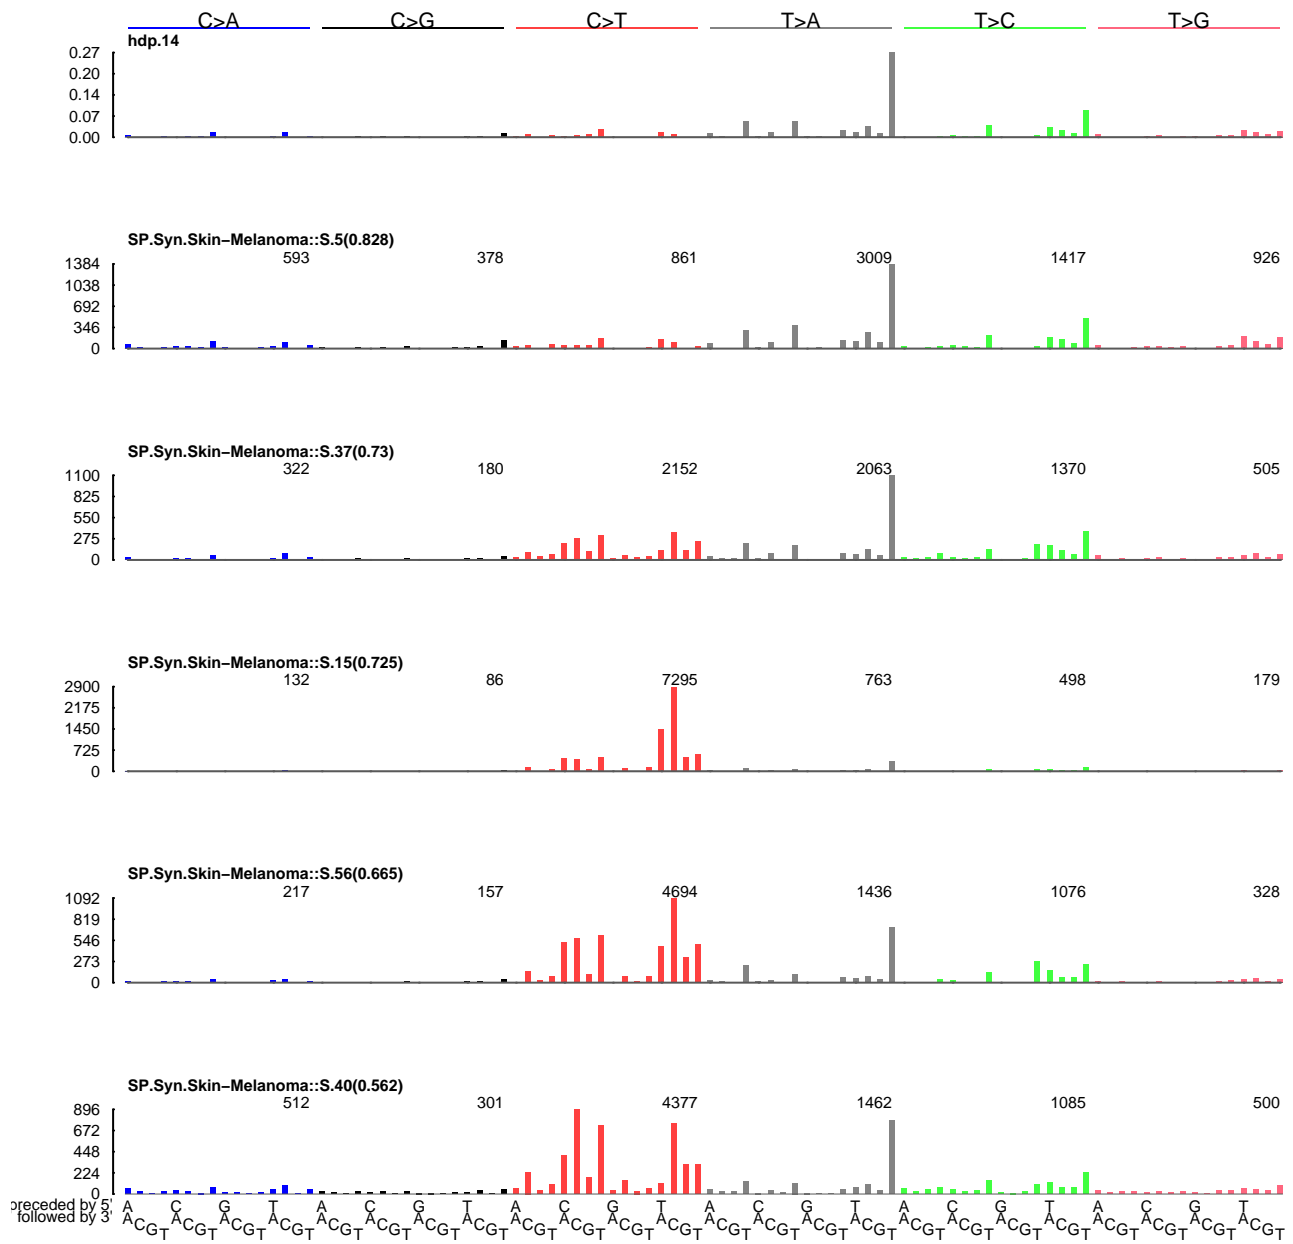 C>A C>G C>T T>A T>C T>G
hdp.14
0.27
0.20
0.14
0.07
0.00
SP.Syn.Skin−Melanoma::S.5(0.828)
593 378 861 3009 1417 926
1384
1038
692
346
0
SP.Syn.Skin−Melanoma::S.37(0.73)
322 180 2152 2063 1370 505
1100
825
550
275
0
SP.Syn.Skin−Melanoma::S.15(0.725)
132 86 7295 763 498 179
2900
2175
1450
725
0
SP.Syn.Skin−Melanoma::S.56(0.665)
217 157 4694 1436 1076 328
1092
819
546
273
0
SP.Syn.Skin−Melanoma::S.40(0.562)
512 301 4377 1462 1085 500
896
672
448
224
0
preceded by 5' A C G T A C G T A C G T A C G T A C G T A C G T
followed by 3' A C G T A C G T A C G T A C G T A C G T A C G T A C G T A C G T A C G T A C G T A C G T A C G T A C G T A C G T A C G T A C G T A C G T A C G T A C G T A C G T A C G T A C G T A C G T A C G T